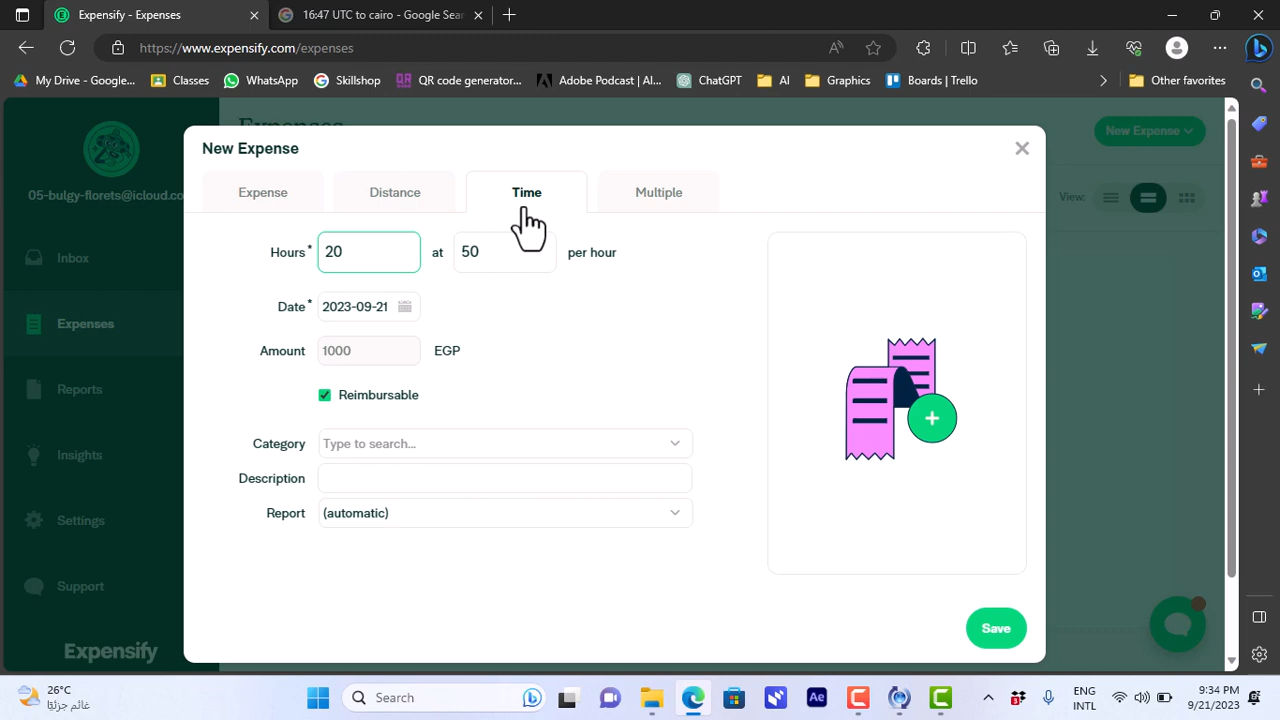 Expensify - Expenses
16:47 UTC to cairo - Google Sear
https://www.expensify.com/expenses
My Drive - Google...
Classes
WhatsApp
Skillshop
QR code generator...
Adobe Podcast | Al...
ChatGPT
AI
Graphics
Boards | Trello
Other favorites
Expenses
New Expense
05-bulgy-florets@icloud.co
View:
Inbox
Expenses
Reports
Insights
Settings
Support
Expensify
New Expense
Expense
Distance
Time
Multiple
Hours* 20 at 50 per hour
Date* 2023-09-21
Amount 1000 EGP
Reimbursable
Category Type to search...
Description
Report (automatic)
Save
26°C
غائم جزئيًا
Search
Ae
ENG
INTL
9:34 PM
9/21/2023